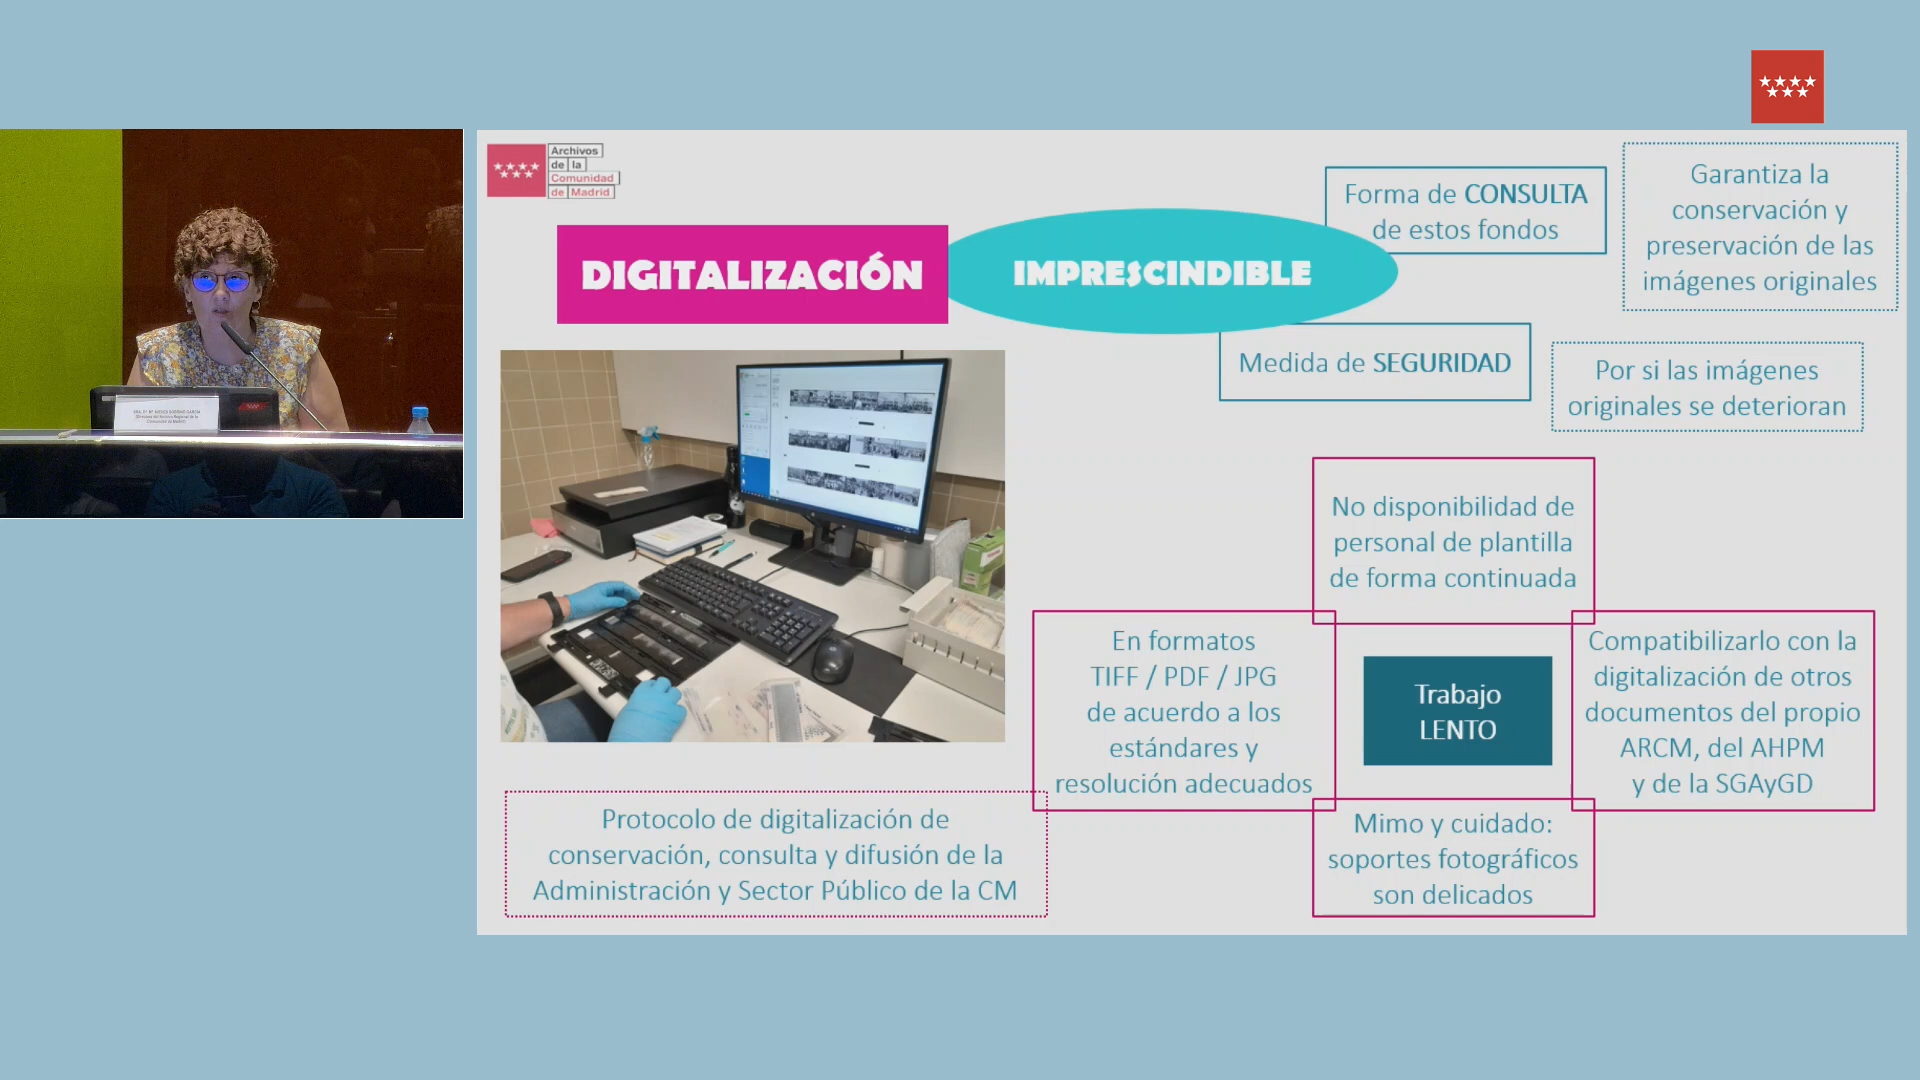 Archivos
de la
Comunidad
de Madrid
DIGITALIZACIÓN
IMPRESCINDIBLE
Forma de CONSULTA
de estos fondos
Garantiza la
conservación y
preservación de las
imágenes originales
Medida de SEGURIDAD
Por si las imágenes
originales se deterioran
No disponibilidad de
personal de plantilla
de forma continuada
En formatos
TIFF / PDF / JPG
de acuerdo a los
estándares y
resolución adecuados
Trabajo
LENTO
Compatibilizarlo con la
digitalización de otros
documentos del propio
ARCM, del AHPM
y de la SGAyGD
Mimo y cuidado:
soportes fotográficos
son delicados
Protocolo de digitalización de
conservación, consulta y difusión de la
Administración y Sector Público de la CM